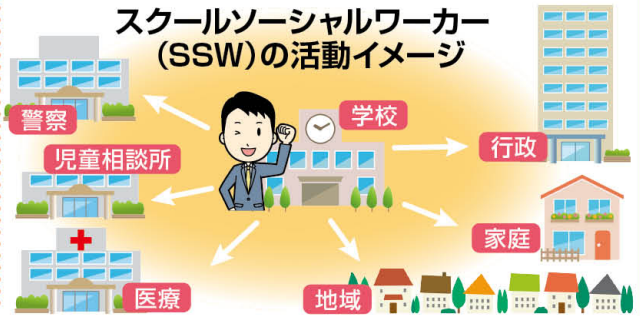 スクールソーシャルワーカー
(SSW)の活動イメージ
学校
警察
行政
児童相談所
家庭
医療
地域